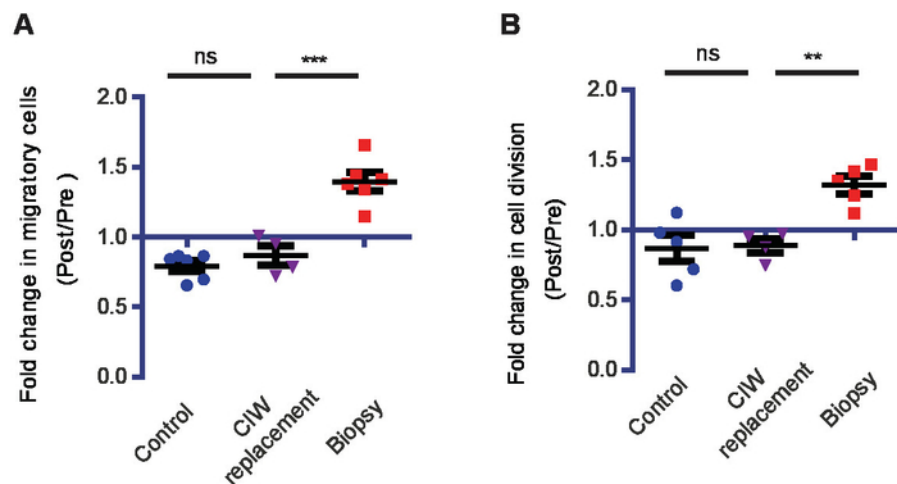 A
ns
***
Fold change in migratory cells
(Post/Pre )
2.0
1.5
1.0
0.5
0.0
Control
CIW
replacement
Biopsy
B
ns
**
Fold change in cell division
(Post/Pre)
2.0
1.5
1.0
0.5
0.0
Control
CIW
replacement
Biopsy